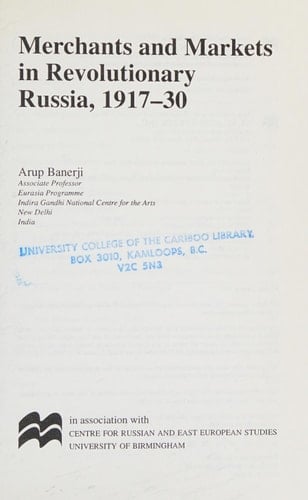 Merchants and Markets
in Revolutionary
Russia, 1917–30
Arup Banerji
Associate Professor
Eurasia Programme
Indira Gandhi National Centre for the Arts
New Delhi
India
UNIVERSITY COLLEGE OF THE CARIBOO LIBRARY.
BOX 3010, KAMLOOPS, B.C.
V2C 5N3
in association with
CENTRE FOR RUSSIAN AND EAST EUROPEAN STUDIES
UNIVERSITY OF BIRMINGHAM